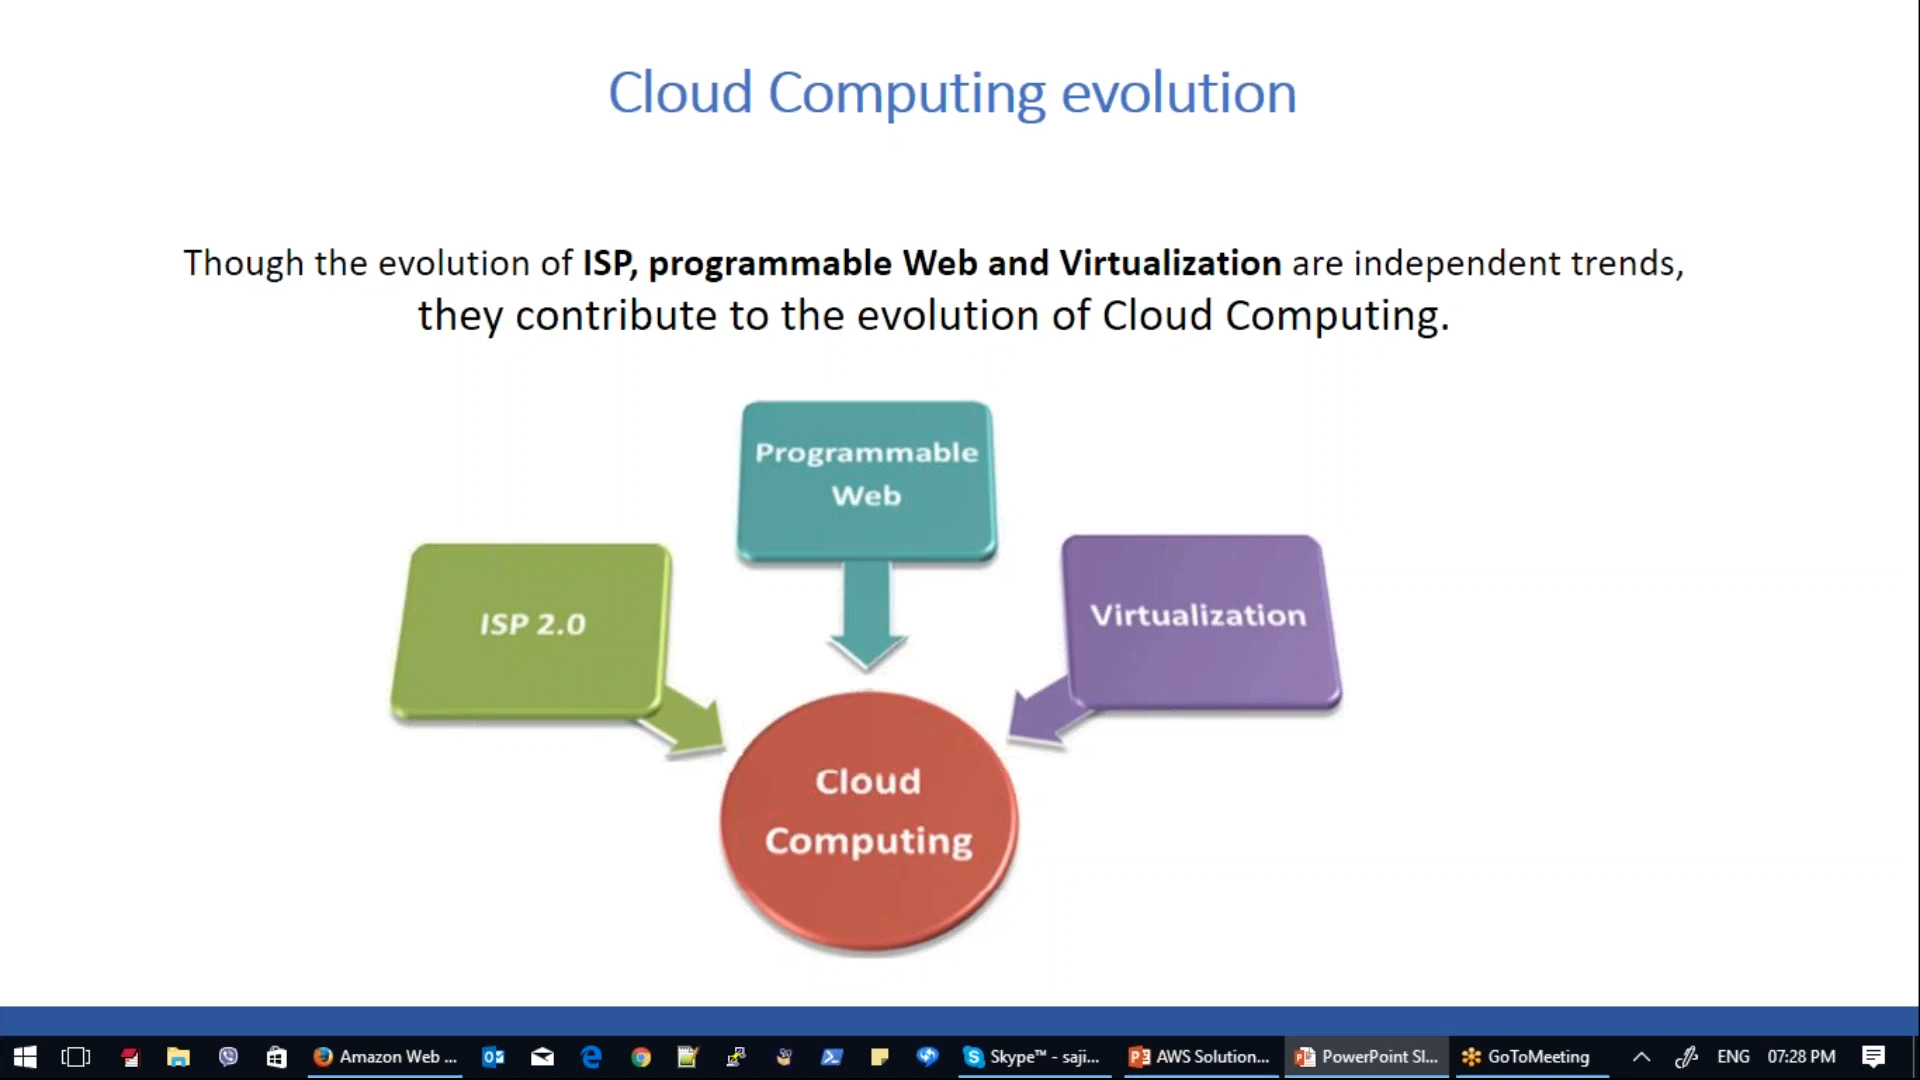 Cloud Computing evolution
Though the evolution of ISP, programmable Web and Virtualization are independent trends,
they contribute to the evolution of Cloud Computing.
Programmable
Web
ISP 2.0
Virtualization
Cloud
Computing
Amazon Web ...
Skype™ - saji...
AWS Solution...
PowerPoint Sl...
GoToMeeting
ENG
07:28 PM